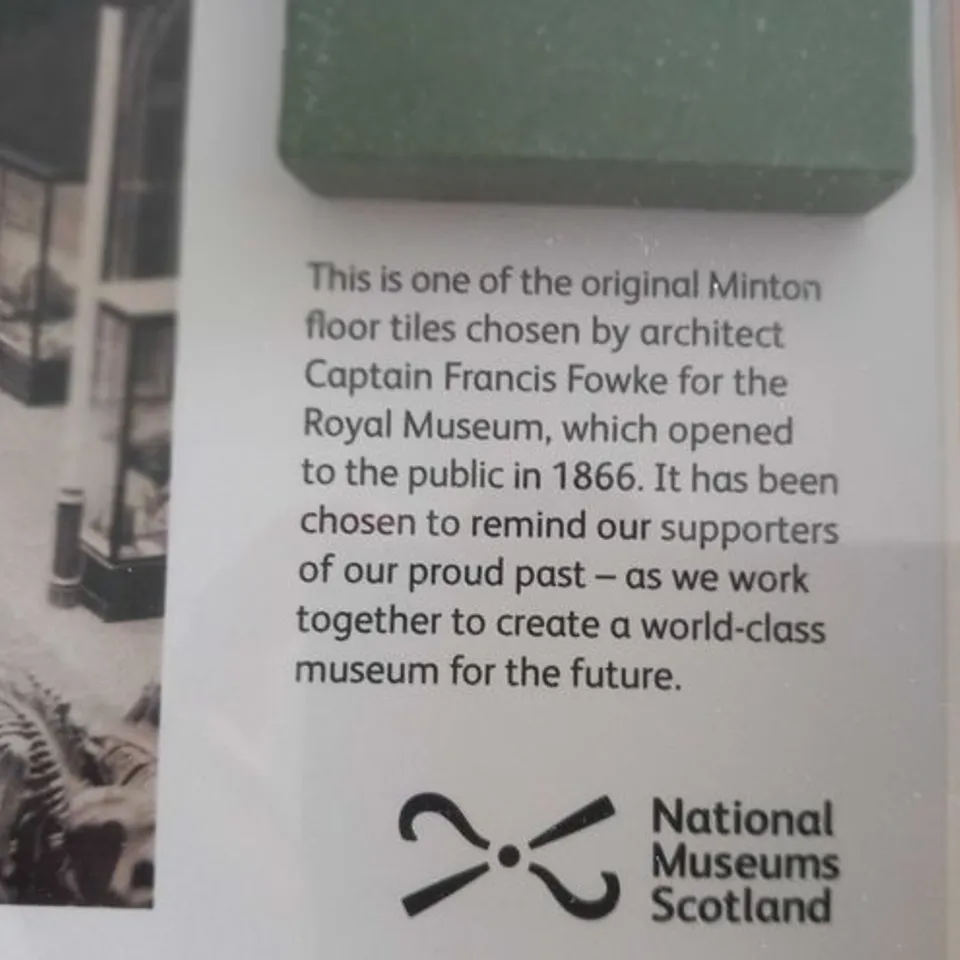 This is one of the original Minton
floor tiles chosen by architect
Captain Francis Fowke for the
Royal Museum, which opened
to the public in 1866. It has been
chosen to remind our supporters
of our proud past – as we work
together to create a world-class
museum for the future.
National
Museums
Scotland